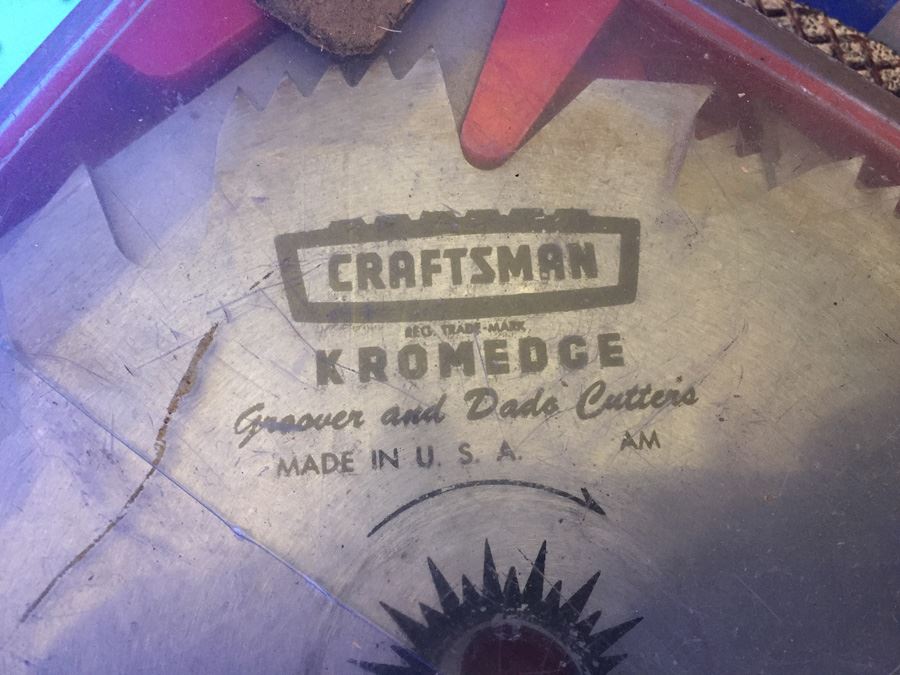 CRAFTSMAN
REG. TRADE-MARK
KROMEDGE
Groover and Dado Cutters
MADE IN U. S. A. AM